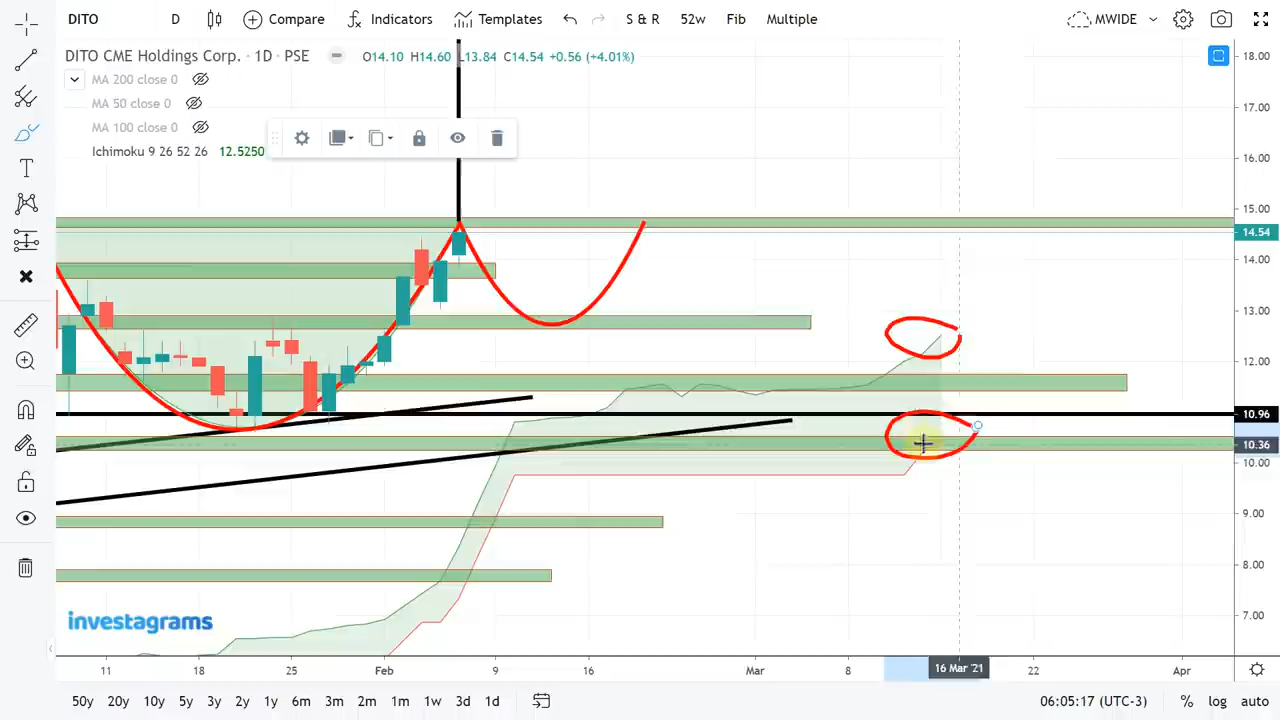 DITO D Compare Indicators Templates S & R 52w Fib Multiple MWIDE
DITO CME Holdings Corp. · 1D · PSE O14.10 H14.60 L13.84 C14.54 +0.56 (+4.01%)
MA 200 close 0
MA 50 close 0
MA 100 close 0
Ichimoku 9 26 52 26 12.5250
18.00
17.00
16.00
15.00
14.54
14.00
13.00
12.00
10.96
10.36
10.00
9.00
8.00
7.00
investagrams
11 18 25 Feb 9 16 Mar 8 16 Mar '21 22 Apr
50y 20y 10y 5y 3y 2y 1y 6m 3m 2m 1m 1w 3d 1d 06:05:17 (UTC-3) % log auto